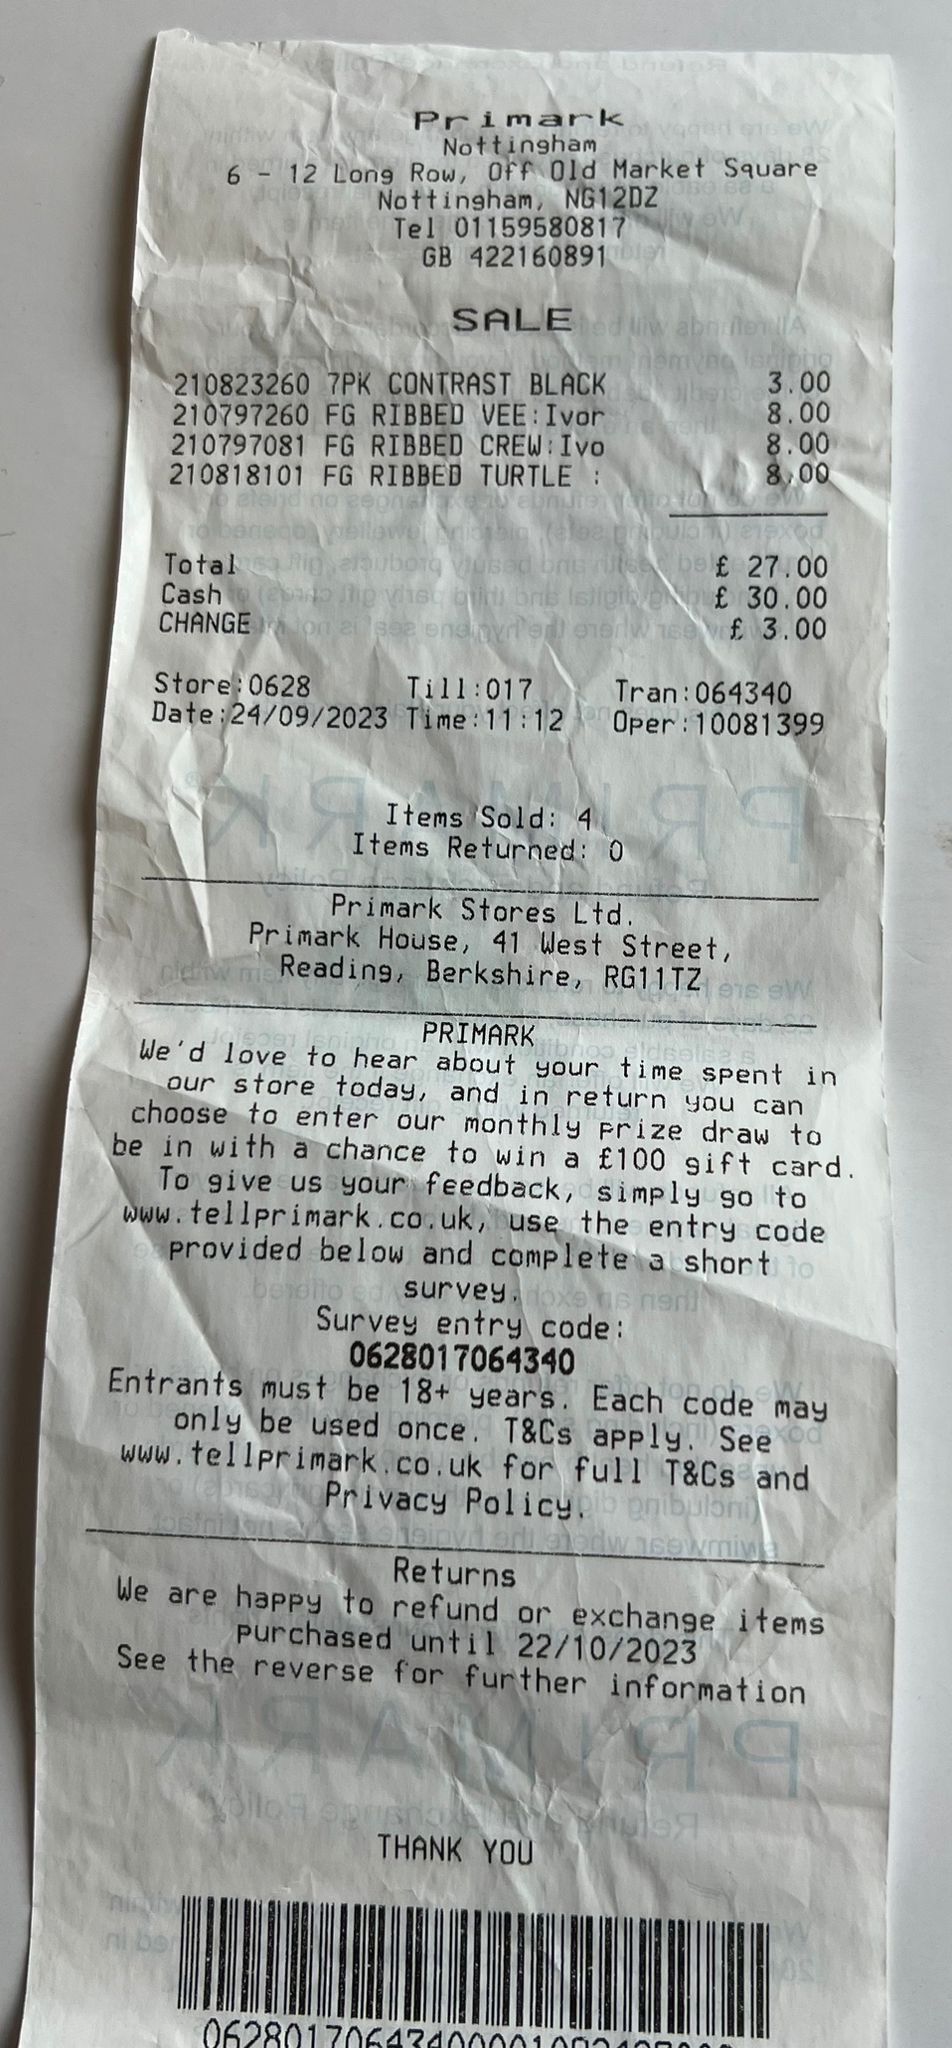 Primark
Nottingham
6 - 12 Long Row, Off Old Market Square
Nottingham, NG12DZ
Tel 01159580817
GB 422160891
SALE
210823260 7PK CONTRAST BLACK 3.00
210797260 FG RIBBED VEE:Ivor 8.00
210797081 FG RIBBED CREW:Ivo 8.00
210818101 FG RIBBED TURTLE : 8.00
Total £ 27.00
Cash £ 30.00
CHANGE £ 3.00
Store:0628 Till:017 Tran:064340
Date:24/09/2023 Time:11:12 Oper:10081399
Items Sold: 4
Items Returned: 0
Primark Stores Ltd.
Primark House, 41 West Street,
Reading, Berkshire, RG11TZ
PRIMARK
We'd love to hear about your time spent in
our store today, and in return you can
choose to enter our monthly prize draw to
be in with a chance to win a £100 gift card.
To give us your feedback, simply go to
www.tellprimark.co.uk, use the entry code
provided below and complete a short
survey.
Survey entry code:
0628017064340
Entrants must be 18+ years. Each code may
only be used once. T&Cs apply. See
www.tellprimark.co.uk for full T&Cs and
Privacy Policy.
Returns
We are happy to refund or exchange items
purchased until 22/10/2023
See the reverse for further information
THANK YOU